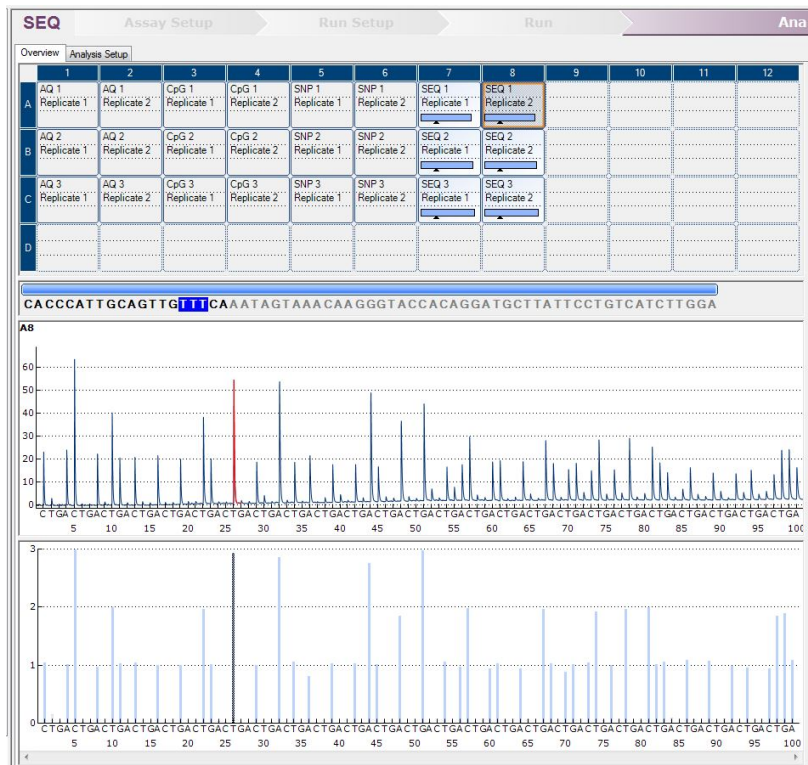 SEQ Assay Setup Run Setup Run Ana
Overview Analysis Setup
1 2 3 4 5 6 7 8 9 10 11 12
A AQ 1 AQ 1 CpG 1 CpG 1 SNP 1 SNP 1 SEQ 1 SEQ 1
Replicate 1 Replicate 2 Replicate 1 Replicate 2 Replicate 1 Replicate 2 Replicate 1 Replicate 2
B AQ 2 AQ 2 CpG 2 CpG 2 SNP 2 SNP 2 SEQ 2 SEQ 2
Replicate 1 Replicate 2 Replicate 1 Replicate 2 Replicate 1 Replicate 2 Replicate 1 Replicate 2
C AQ 3 AQ 3 CpG 3 CpG 3 SNP 3 SNP 3 SEQ 3 SEQ 3
Replicate 1 Replicate 2 Replicate 1 Replicate 2 Replicate 1 Replicate 2 Replicate 1 Replicate 2
D
CACCCATTGCAGTTGTTTCAAATAGTAAACAAGGGTACCACAGGATGCTTATTCCTGTCATCTTGGA
A8
60
50
40
30
20
10
0
CTGACTGACTGACTGACTGACTGACTGACTGACTGACTGACTGACTGACTGACTGACTGACTGACTGACTGACTGACTGACTGACTGACTGACTGACTGA
5 10 15 20 25 30 35 40 45 50 55 60 65 70 75 80 85 90 95 100
3
2
1
0
CTGACTGACTGACTGACTGACTGACTGACTGACTGACTGACTGACTGACTGACTGACTGACTGACTGACTGACTGACTGACTGACTGACTGACTGACTGA
5 10 15 20 25 30 35 40 45 50 55 60 65 70 75 80 85 90 95 100